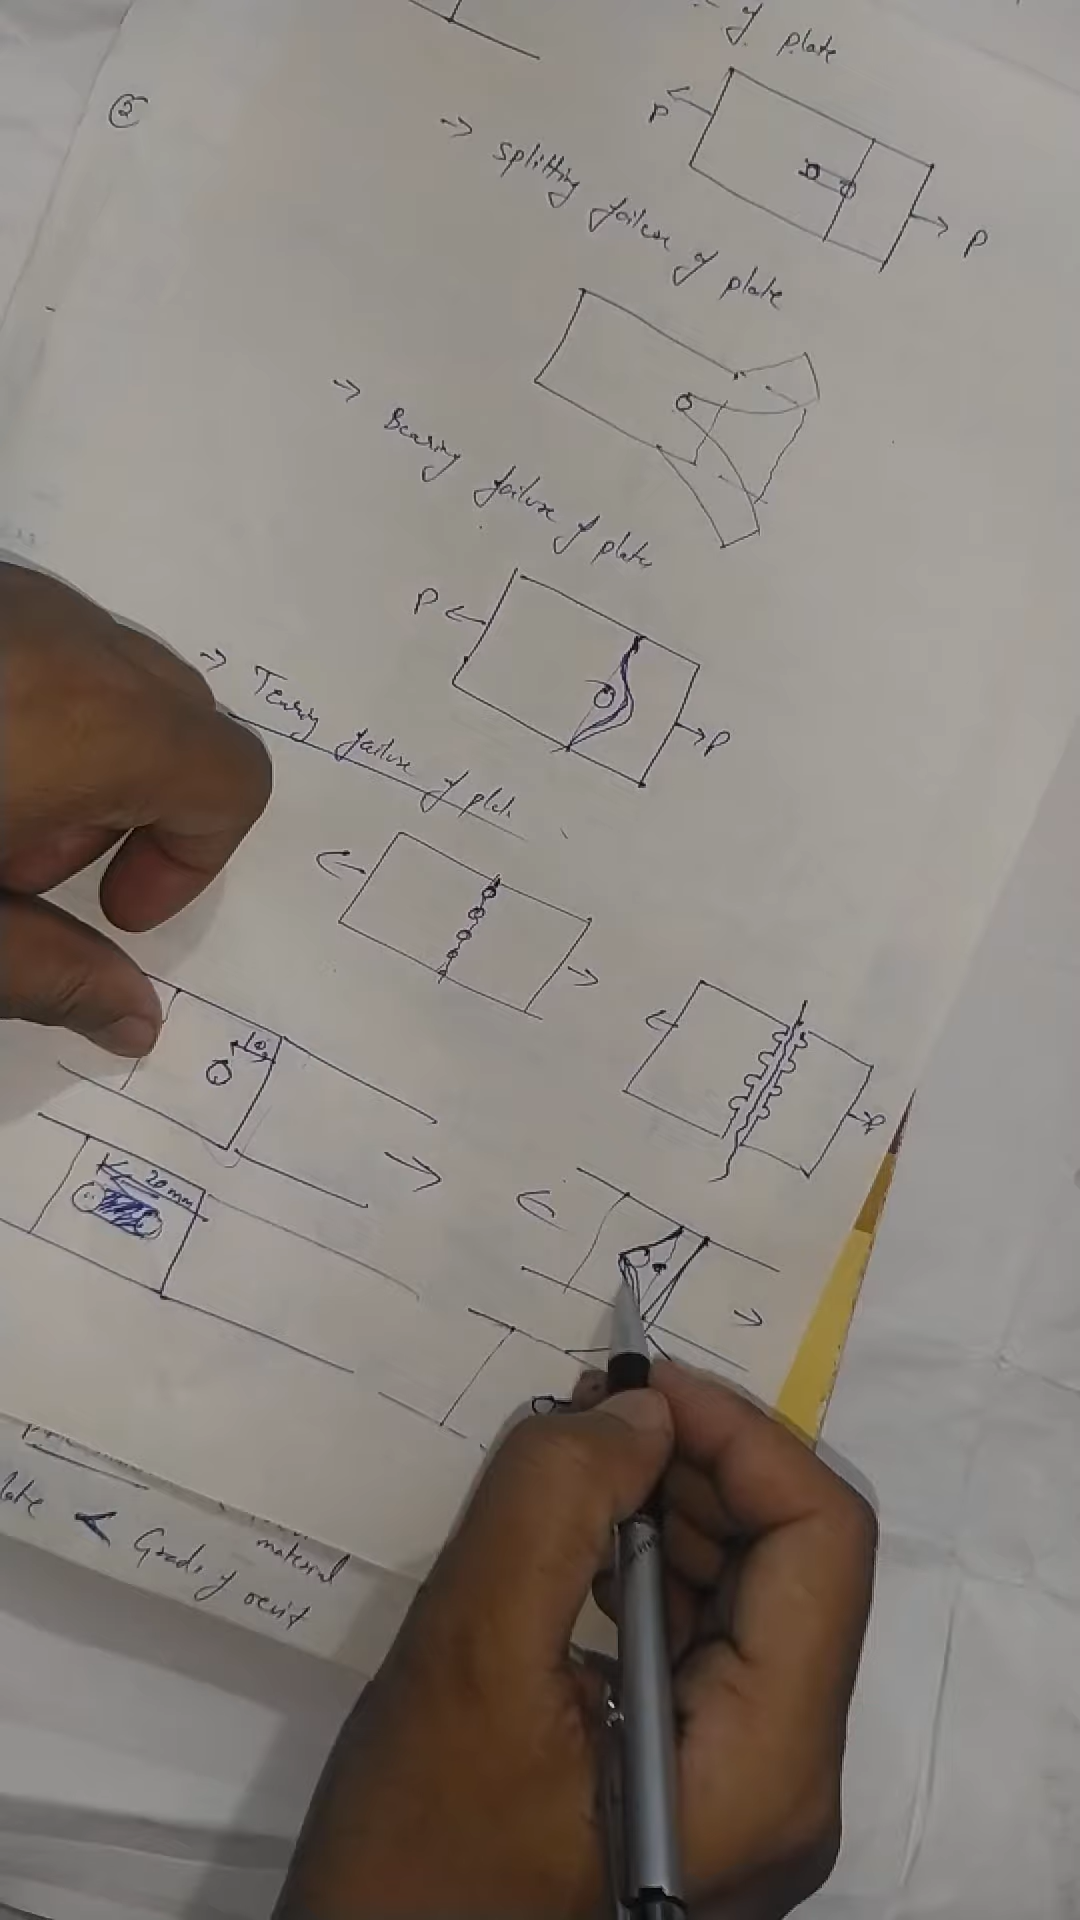 of plate
②
P
P
→ splitting failure of plate
→ Bearing failure of plate
P
P
→ Tearing failure of plate
10
P
20mm
material
late < Grade of